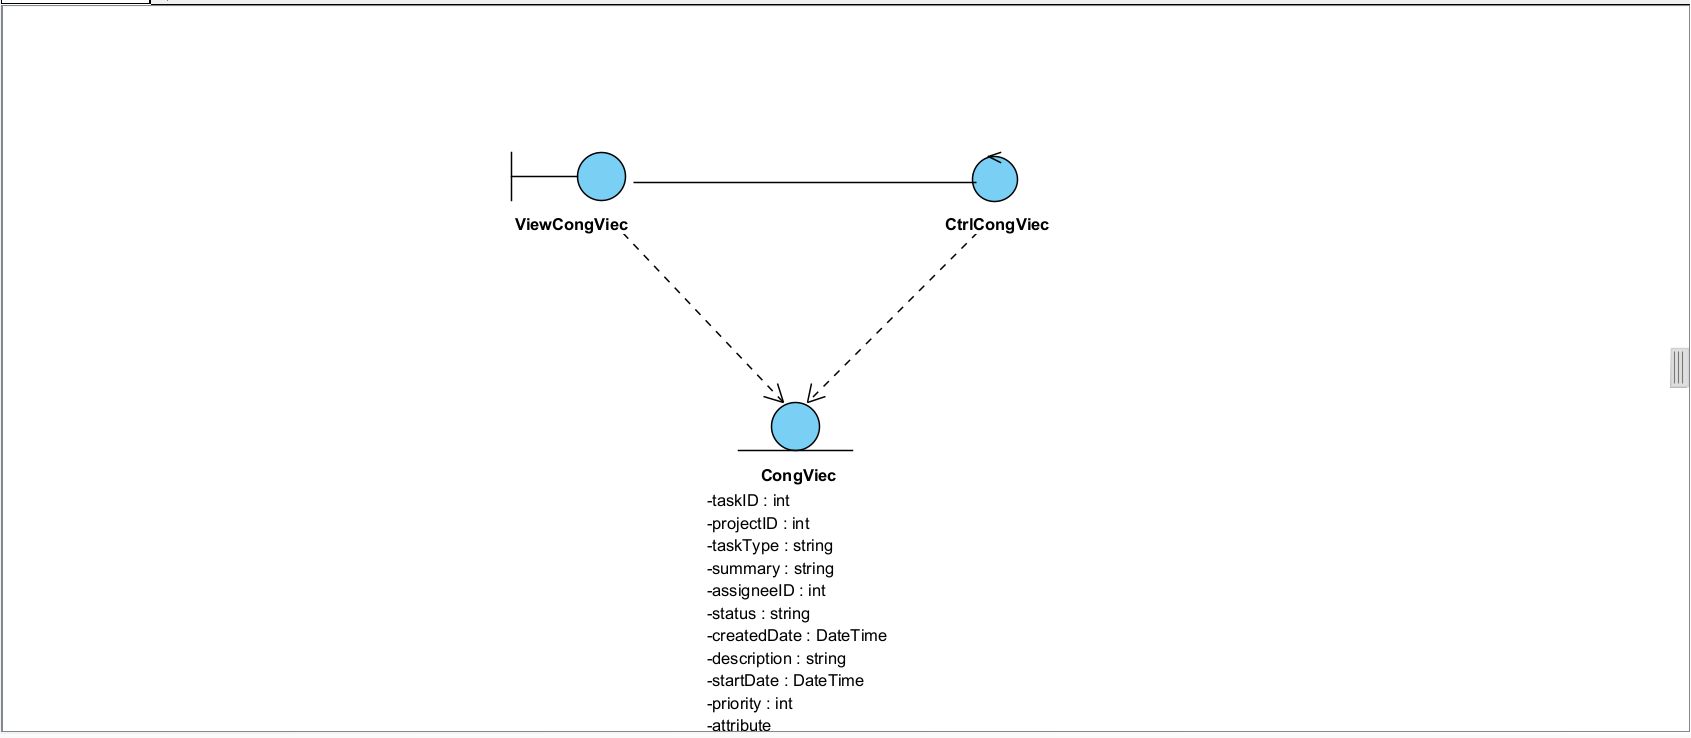 ViewCongViec
CtrlCongViec
CongViec
-taskID : int
-projectID : int
-taskType : string
-summary : string
-assigneeID : int
-status : string
-createdDate : DateTime
-description : string
-startDate : DateTime
-priority : int
-attribute